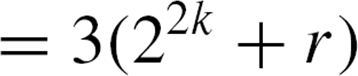 = 3(2^{2k} + r)